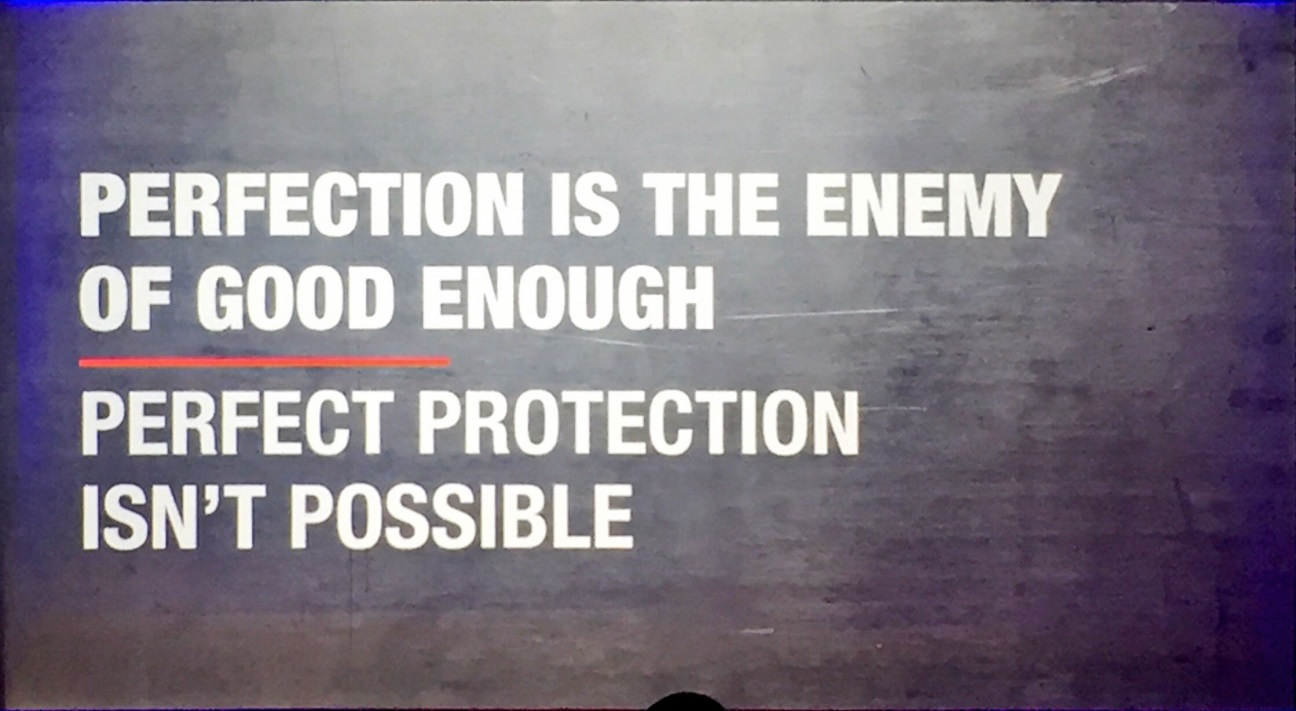 PERFECTION IS THE ENEMY
OF GOOD ENOUGH
PERFECT PROTECTION
ISN'T POSSIBLE